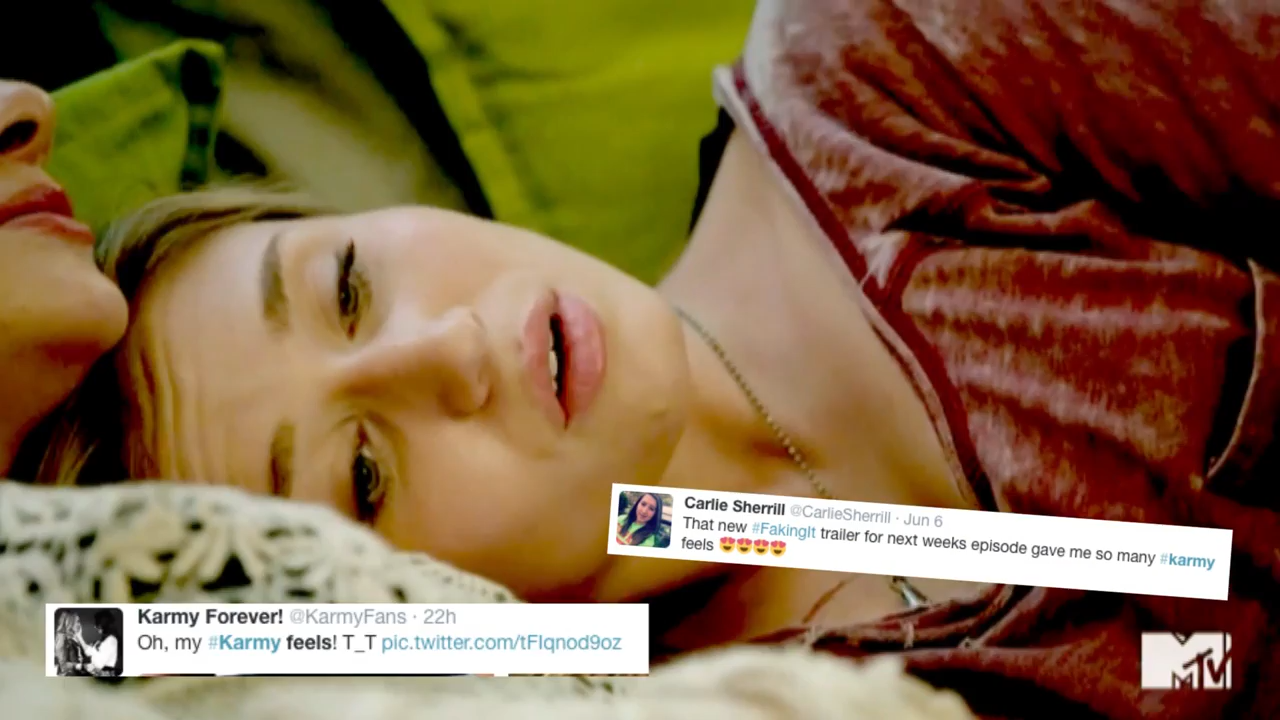 Carlie Sherrill @CarlieSherrill · Jun 6
That new #FakingIt trailer for next weeks episode gave me so many #karmy
feels 😍😍😍😍
Karmy Forever! @KarmyFans · 22h
Oh, my #Karmy feels! T_T pic.twitter.com/tFlqnod9oz
MTV